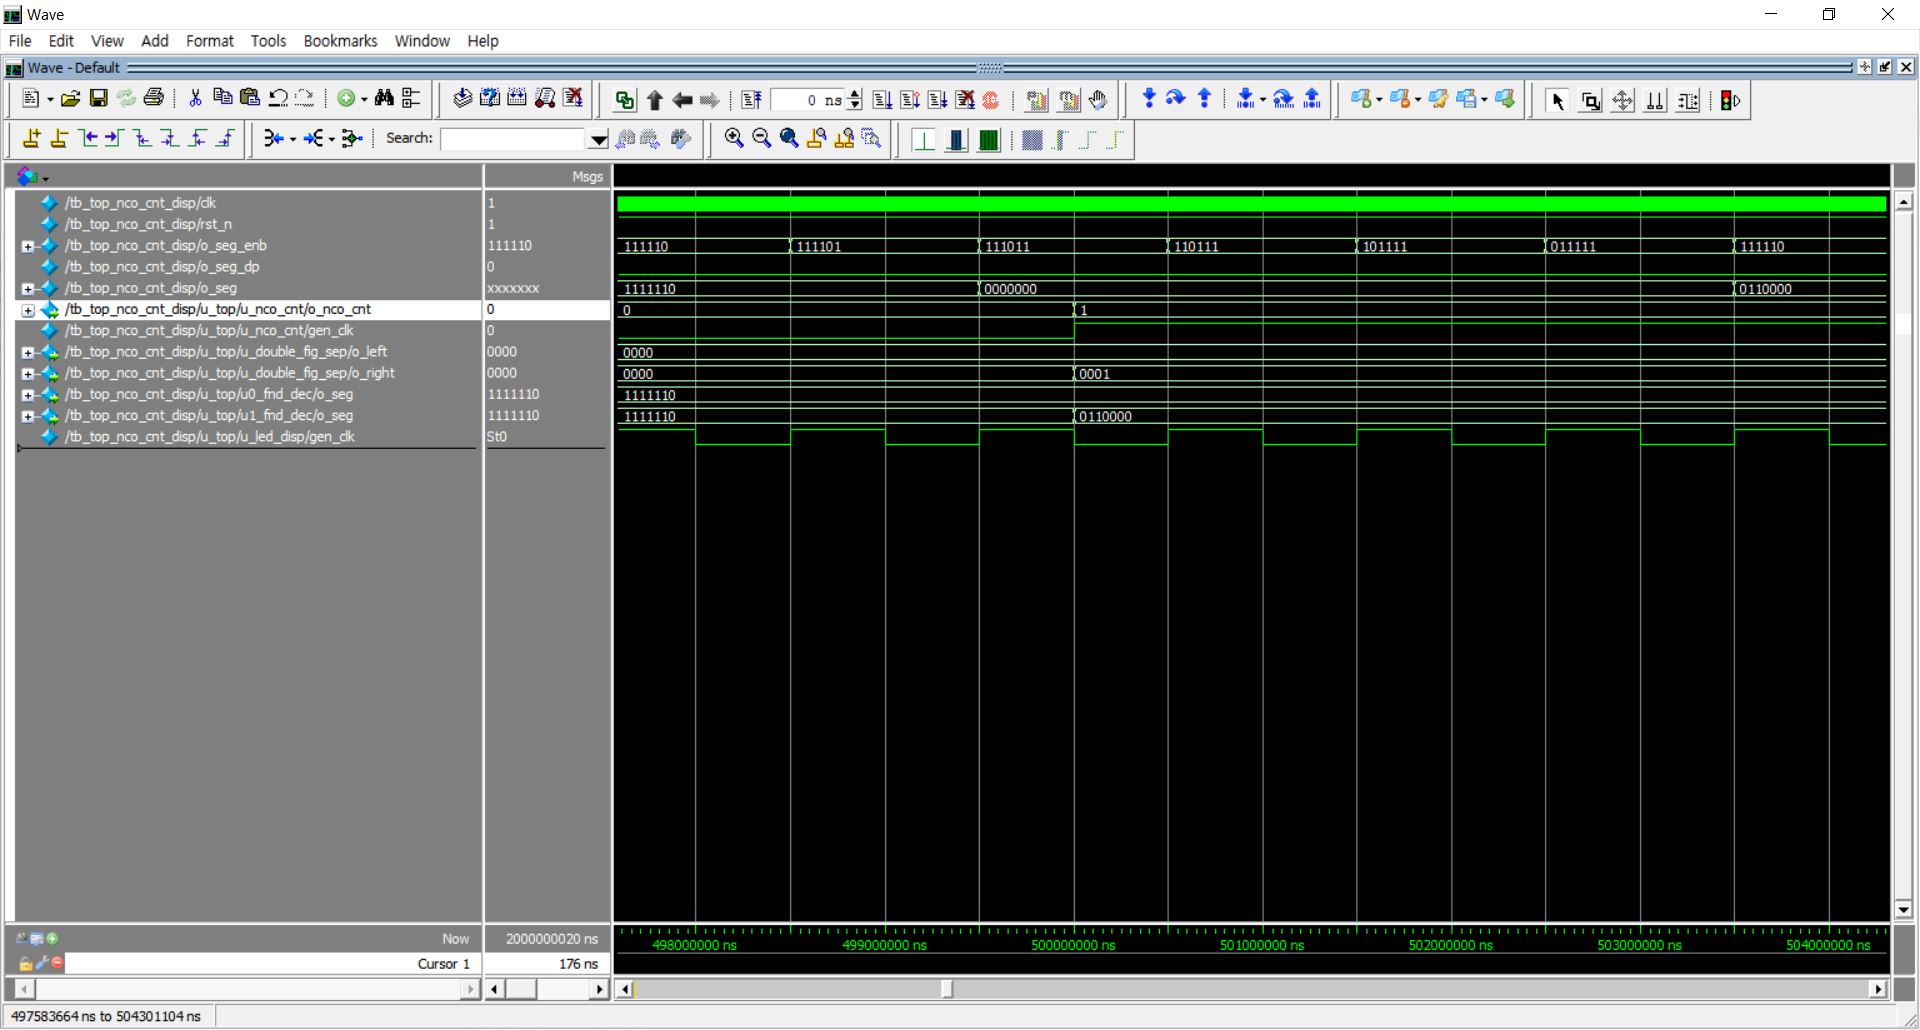 Wave
File Edit View Add Format Tools Bookmarks Window Help
Wave - Default
0 ns
Search:
Msgs
/tb_top_nco_cnt_disp/clk 1
/tb_top_nco_cnt_disp/rst_n 1
/tb_top_nco_cnt_disp/o_seg_enb 111110 111110 111101 111011 110111 101111 011111 111110
/tb_top_nco_cnt_disp/o_seg_dp 0
/tb_top_nco_cnt_disp/o_seg xxxxxxx 1111110 0000000 0110000
/tb_top_nco_cnt_disp/u_top/u_nco_cnt/o_nco_cnt 0 0 1
/tb_top_nco_cnt_disp/u_top/u_nco_cnt/gen_clk 0
/tb_top_nco_cnt_disp/u_top/u_double_fig_sep/o_left 0000 0000
/tb_top_nco_cnt_disp/u_top/u_double_fig_sep/o_right 0000 0000 0001
/tb_top_nco_cnt_disp/u_top/u0_fnd_dec/o_seg 1111110 1111110
/tb_top_nco_cnt_disp/u_top/u1_fnd_dec/o_seg 1111110 1111110 0110000
/tb_top_nco_cnt_disp/u_top/u_led_disp/gen_clk St0
Now 2000000020 ns 498000000 ns 499000000 ns 500000000 ns 501000000 ns 502000000 ns 503000000 ns 504000000 ns
Cursor 1 176 ns
497583664 ns to 504301104 ns